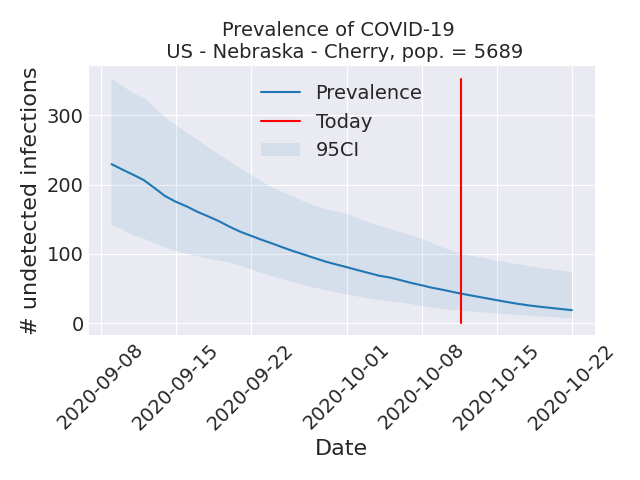 Prevalence of COVID-19
US - Nebraska - Cherry, pop. = 5689
# undetected infections
300
200
100
0
Prevalence
Today
95CI
2020-09-08
2020-09-15
2020-09-22
2020-10-01
2020-10-08
2020-10-15
2020-10-22
Date